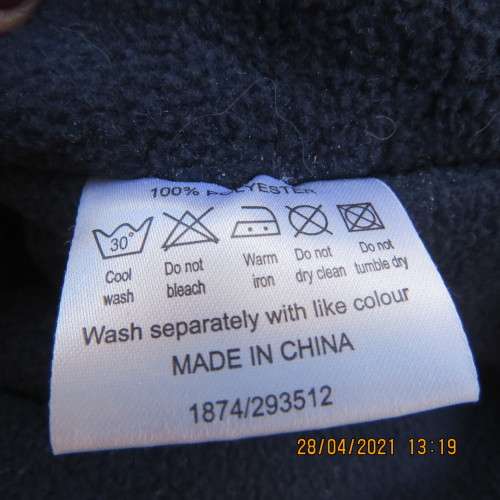 100% POLYESTER
30°
Cool wash
Do not bleach
Warm iron
Do not dry clean
Do not tumble dry
Wash separately with like colour
MADE IN CHINA
1874/293512
28/04/2021 13:19